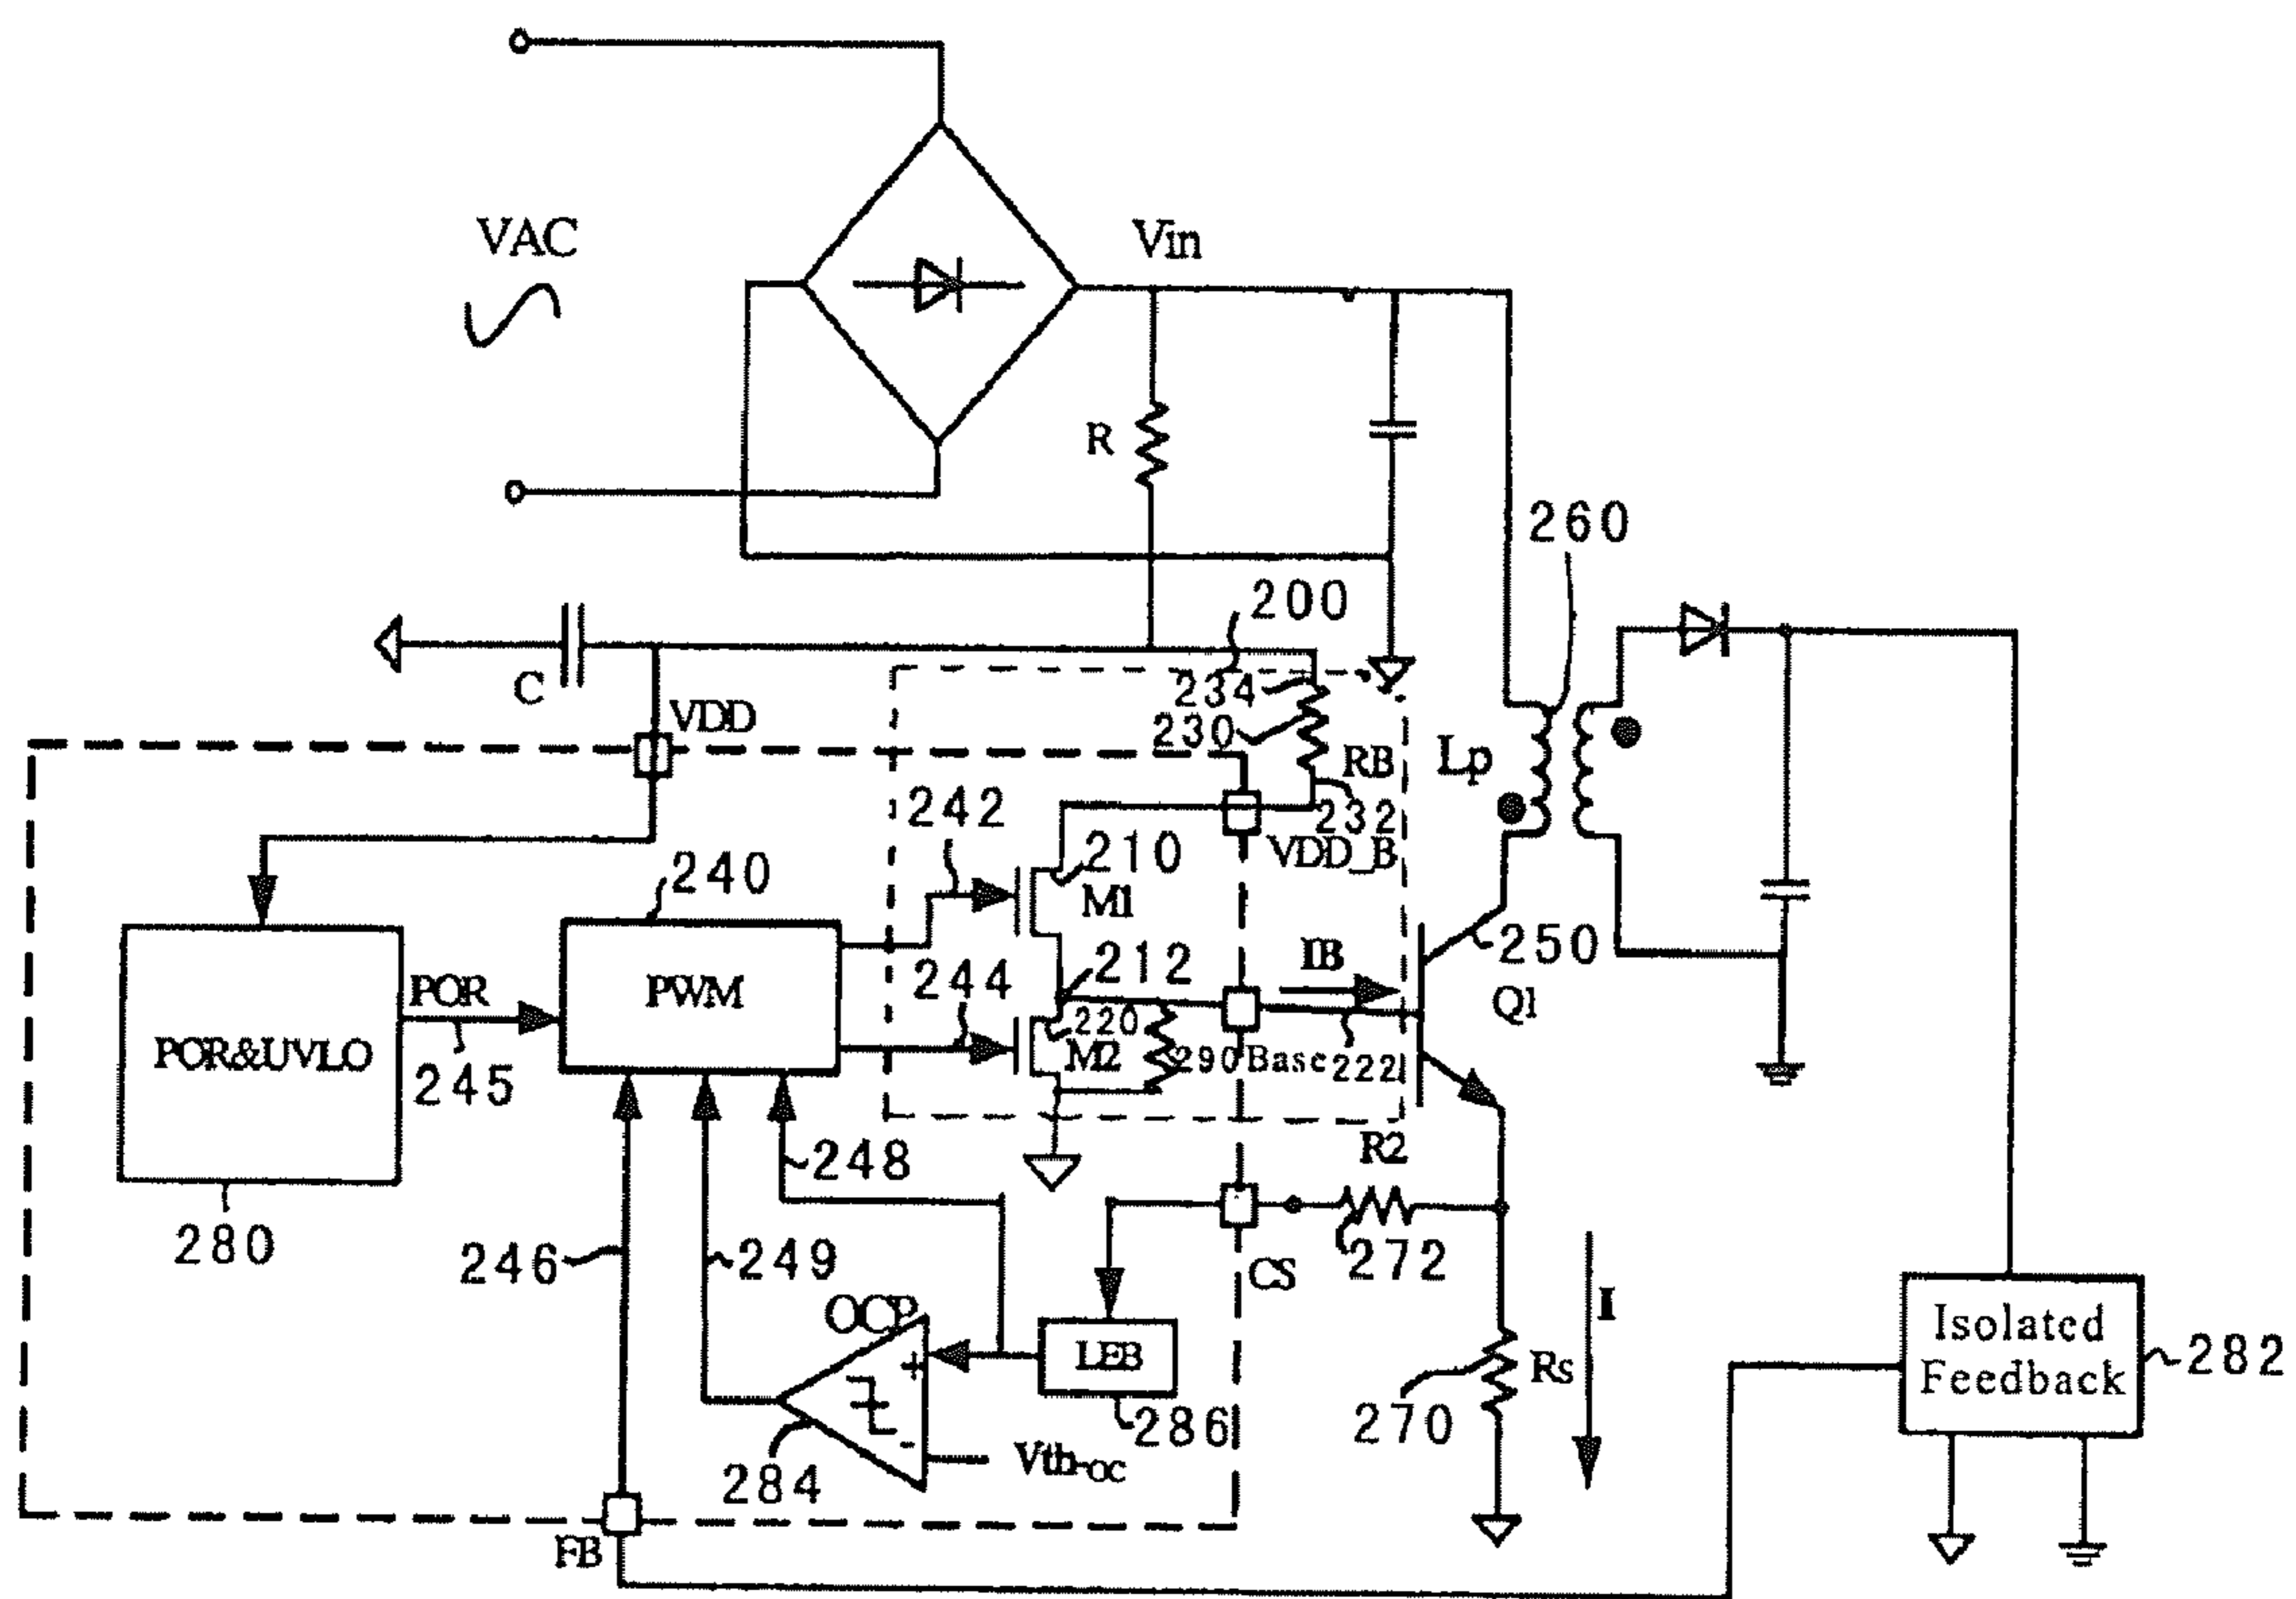 VAC
Vin
R
260
200
C
234
VDD
230
RB
Lp
242
232
210
VDD_B
240
M1
212
IB
250
POR
PWM
244
Q1
220
POR&UVLO
M2
290
Base
222
245
248
R2
280
246
249
CS
272
OCP
I
Isolated
Feedback
282
+
LEB
Rs
286
270
-
Vth-OC
284
FB